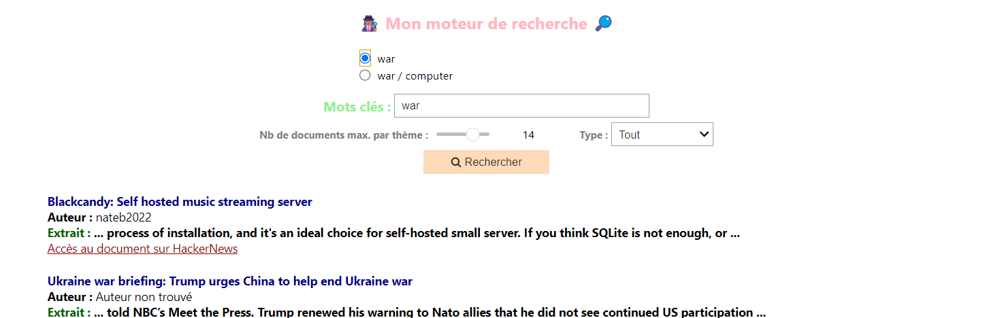 Mon moteur de recherche
war
war / computer
Mots clés : war
Nb de documents max. par thème : 14 Type : Tout
Rechercher
Blackcandy: Self hosted music streaming server
Auteur : nateb2022
Extrait : ... process of installation, and it's an ideal choice for self-hosted small server. If you think SQLite is not enough, or ...
Accès au document sur HackerNews
Ukraine war briefing: Trump urges China to help end Ukraine war
Auteur : Auteur non trouvé
Extrait : ... told NBC’s Meet the Press. Trump renewed his warning to Nato allies that he did not see continued US participation ...